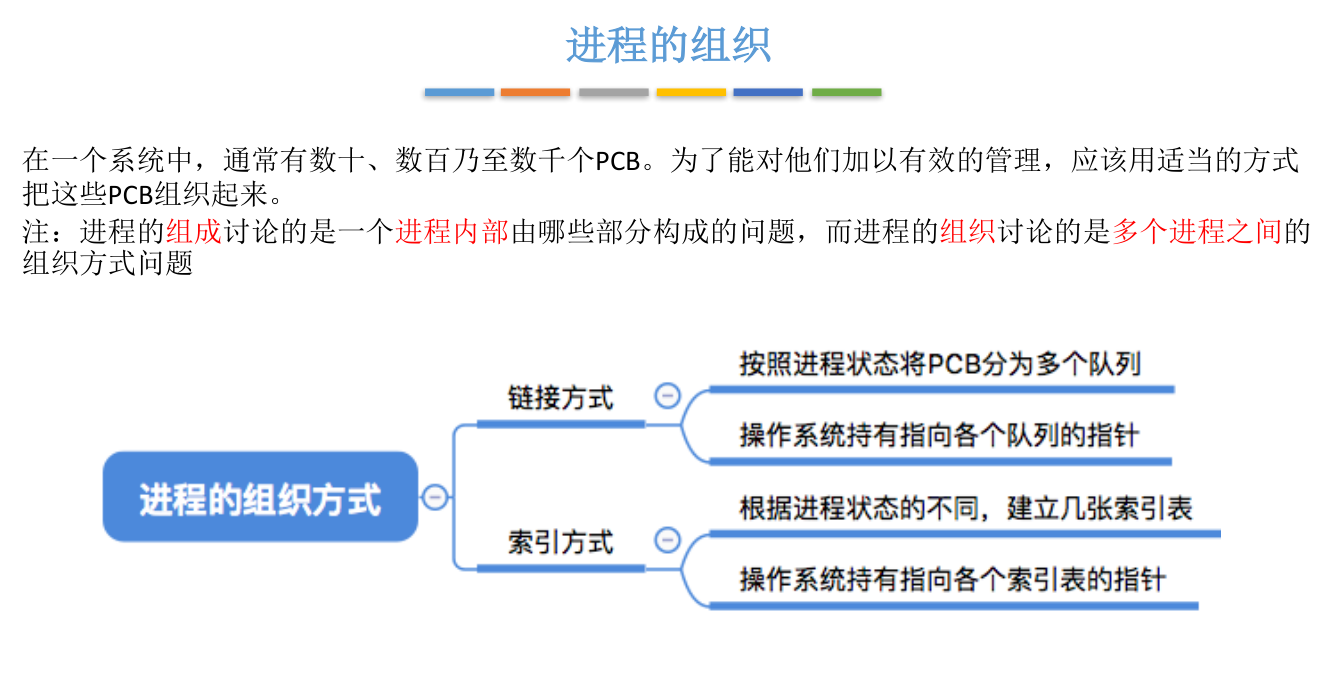 进程的组织
在一个系统中，通常有数十、数百乃至数千个PCB。为了能对他们加以有效的管理，应该用适当的方式
把这些PCB组织起来。
注：进程的组成讨论的是一个进程内部由哪些部分构成的问题，而进程的组织讨论的是多个进程之间的
组织方式问题
进程的组织方式
链接方式
按照进程状态将PCB分为多个队列
操作系统持有指向各个队列的指针
索引方式
根据进程状态的不同，建立几张索引表
操作系统持有指向各个索引表的指针